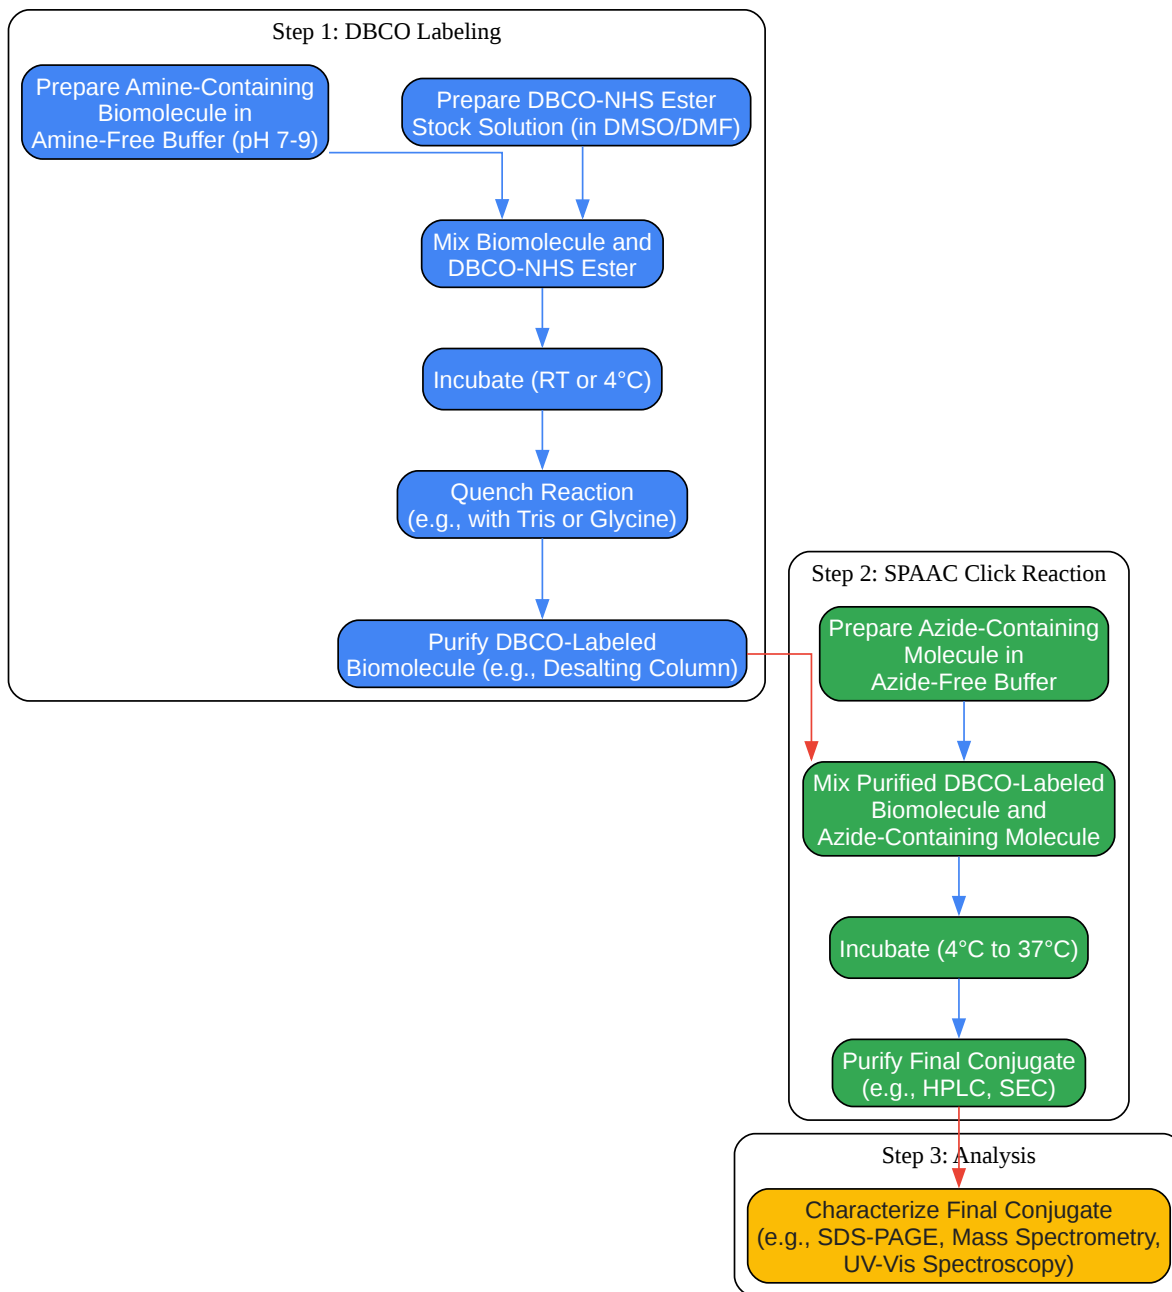 Step 1: DBCO Labeling
Prepare Amine-Containing
Biomolecule in
Amine-Free Buffer (pH 7-9)
Prepare DBCO-NHS Ester
Stock Solution (in DMSO/DMF)
Mix Biomolecule and
DBCO-NHS Ester
Incubate (RT or 4°C)
Quench Reaction
(e.g., with Tris or Glycine)
Purify DBCO-Labeled
Biomolecule (e.g., Desalting Column)
Step 2: SPAAC Click Reaction
Prepare Azide-Containing
Molecule in
Azide-Free Buffer
Mix Purified DBCO-Labeled
Biomolecule and
Azide-Containing Molecule
Incubate (4°C to 37°C)
Purify Final Conjugate
(e.g., HPLC, SEC)
Step 3: Analysis
Characterize Final Conjugate
(e.g., SDS-PAGE, Mass Spectrometry,
UV-Vis Spectroscopy)